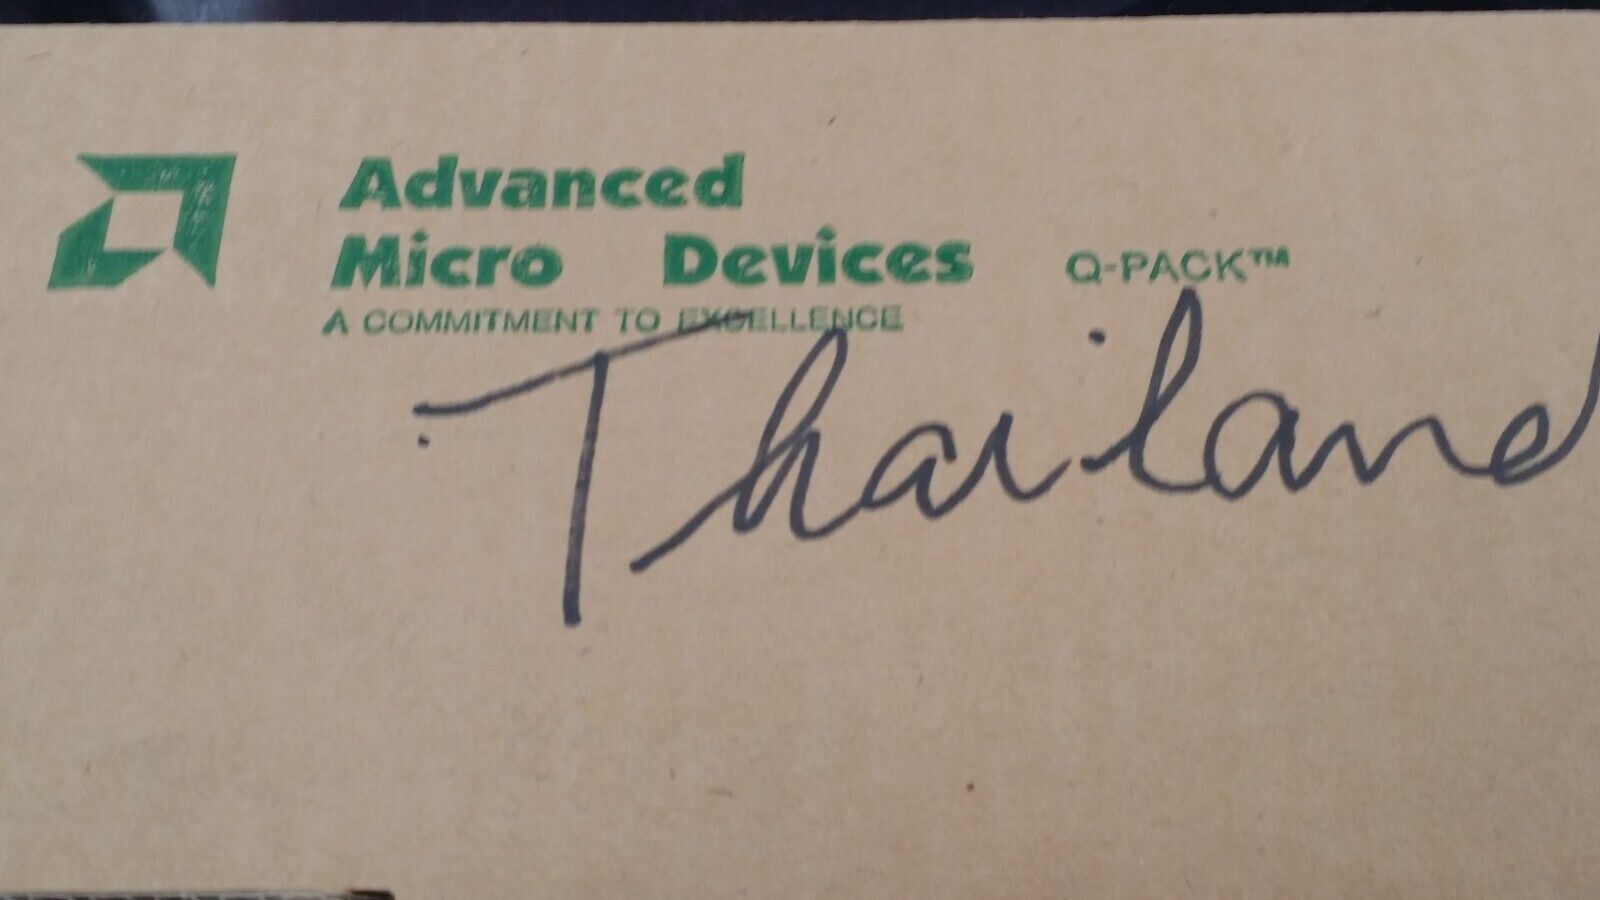 Advanced
Micro Devices Q-PACK™
A COMMITMENT TO EXCELLENCE
Thailand